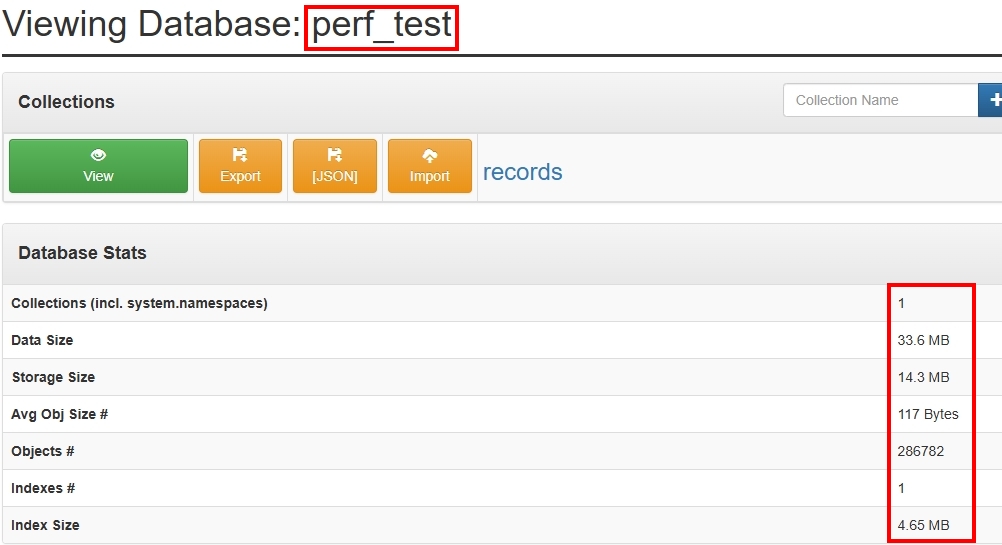 Viewing Database: perf_test
Collections
Collection Name
View
Export
[JSON]
Import
records
Database Stats
Collections (incl. system.namespaces) 1
Data Size 33.6 MB
Storage Size 14.3 MB
Avg Obj Size # 117 Bytes
Objects # 286782
Indexes # 1
Index Size 4.65 MB